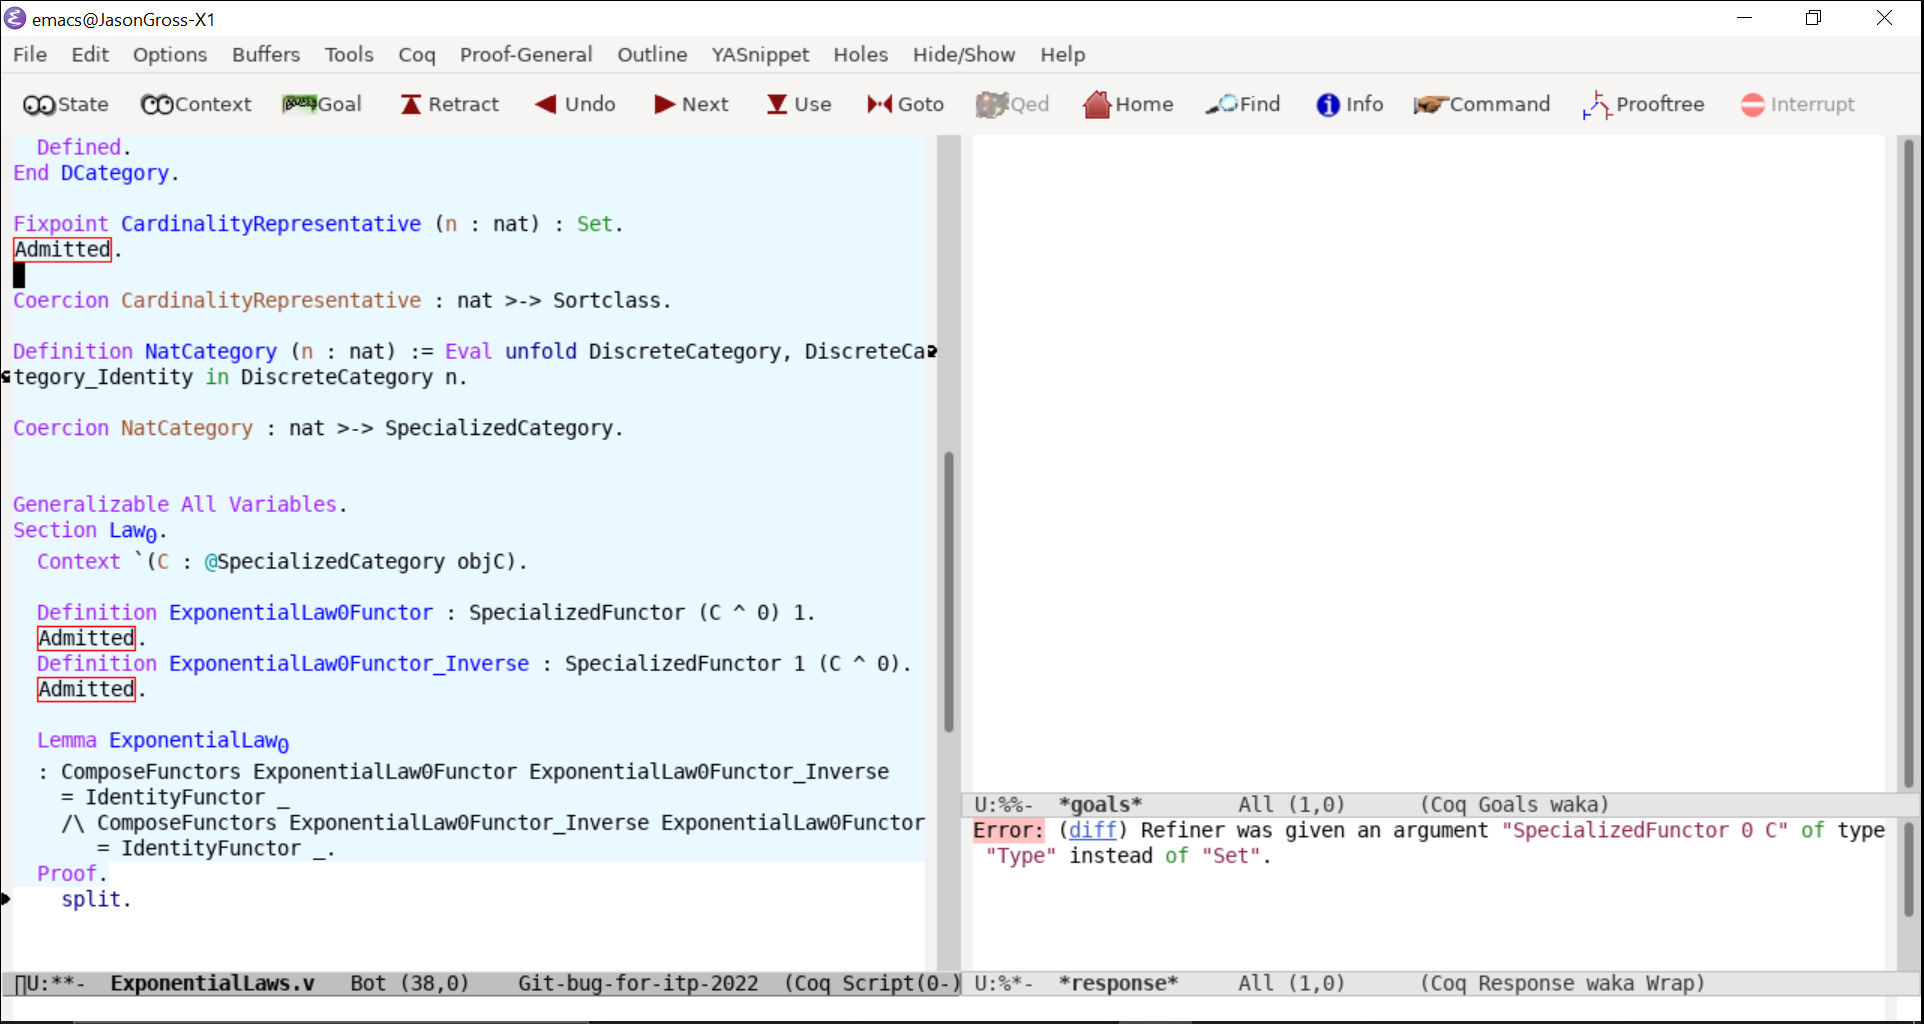 emacs@JasonGross-X1
File Edit Options Buffers Tools Coq Proof-General Outline YASnippet Holes Hide/Show Help
State Context Goal Retract Undo Next Use Goto Qed Home Find Info Command Prooftree Interrupt
Defined.
End DCategory.
Fixpoint CardinalityRepresentative (n : nat) : Set.
Admitted.
Coercion CardinalityRepresentative : nat >-> Sortclass.
Definition NatCategory (n : nat) := Eval unfold DiscreteCategory, DiscreteCa
tegory_Identity in DiscreteCategory n.
Coercion NatCategory : nat >-> SpecializedCategory.
Generalizable All Variables.
Section Law0.
Context `(C : @SpecializedCategory objC).
Definition ExponentialLaw0Functor : SpecializedFunctor (C ^ 0) 1.
Admitted.
Definition ExponentialLaw0Functor_Inverse : SpecializedFunctor 1 (C ^ 0).
Admitted.
Lemma ExponentialLaw0
: ComposeFunctors ExponentialLaw0Functor ExponentialLaw0Functor_Inverse
= IdentityFunctor _
/\ ComposeFunctors ExponentialLaw0Functor_Inverse ExponentialLaw0Functor
= IdentityFunctor _.
Proof.
split.
U:**- ExponentialLaws.v Bot (38,0) Git-bug-for-itp-2022 (Coq Script(0-)
U:%%- *goals* All (1,0) (Coq Goals waka)
Error: (diff) Refiner was given an argument "SpecializedFunctor 0 C" of type
"Type" instead of "Set".
U:%*- *response* All (1,0) (Coq Response waka Wrap)